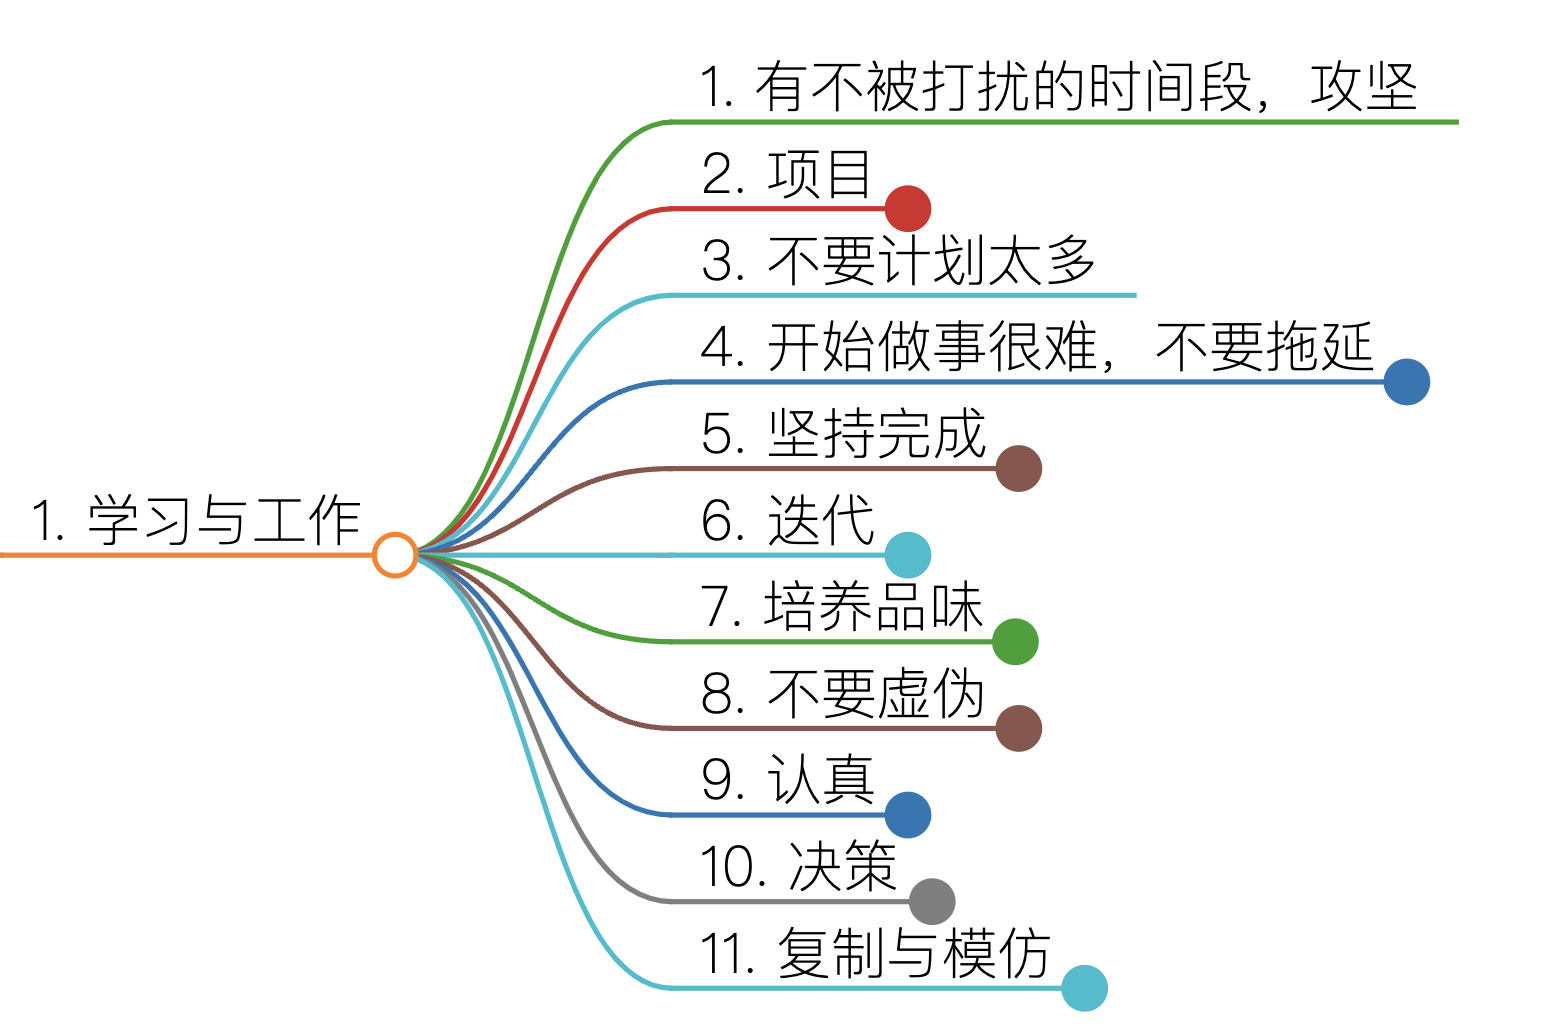 1. 有不被打扰的时间段，攻坚
2. 项目
3. 不要计划太多
4. 开始做事很难，不要拖延
5. 坚持完成
1. 学习与工作
6. 迭代
7. 培养品味
8. 不要虚伪
9. 认真
10. 决策
11. 复制与模仿